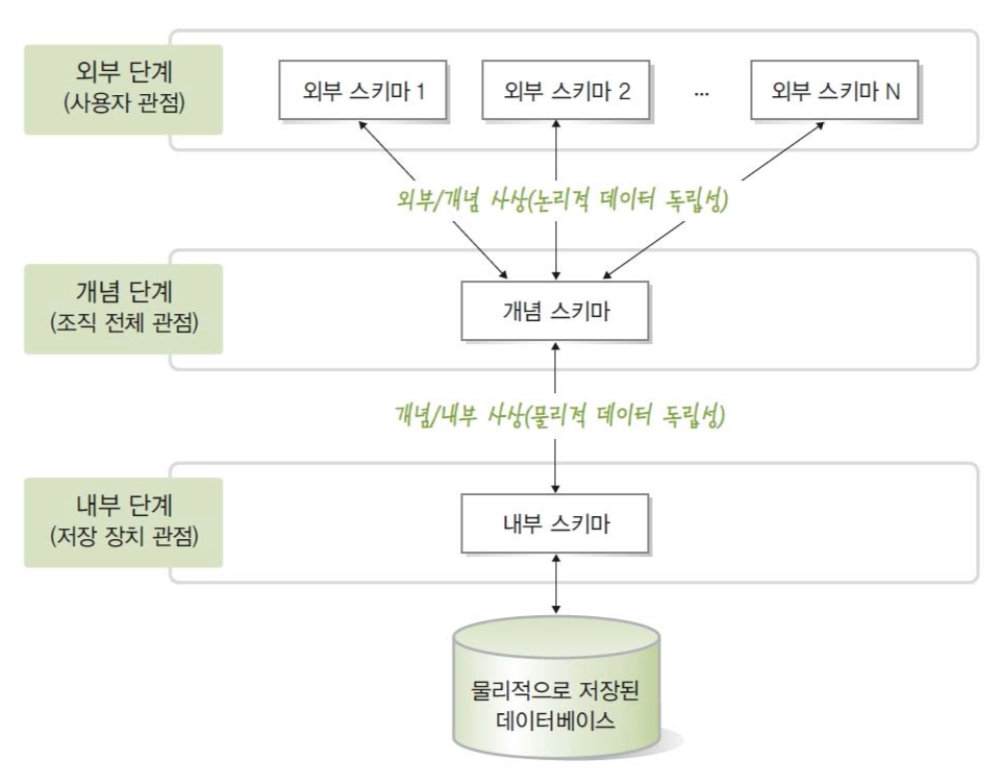 외부 단계
(사용자 관점)
외부 스키마 1
외부 스키마 2
...
외부 스키마 N
외부/개념 사상(논리적 데이터 독립성)
개념 단계
(조직 전체 관점)
개념 스키마
개념/내부 사상(물리적 데이터 독립성)
내부 단계
(저장 장치 관점)
내부 스키마
물리적으로 저장된
데이터베이스